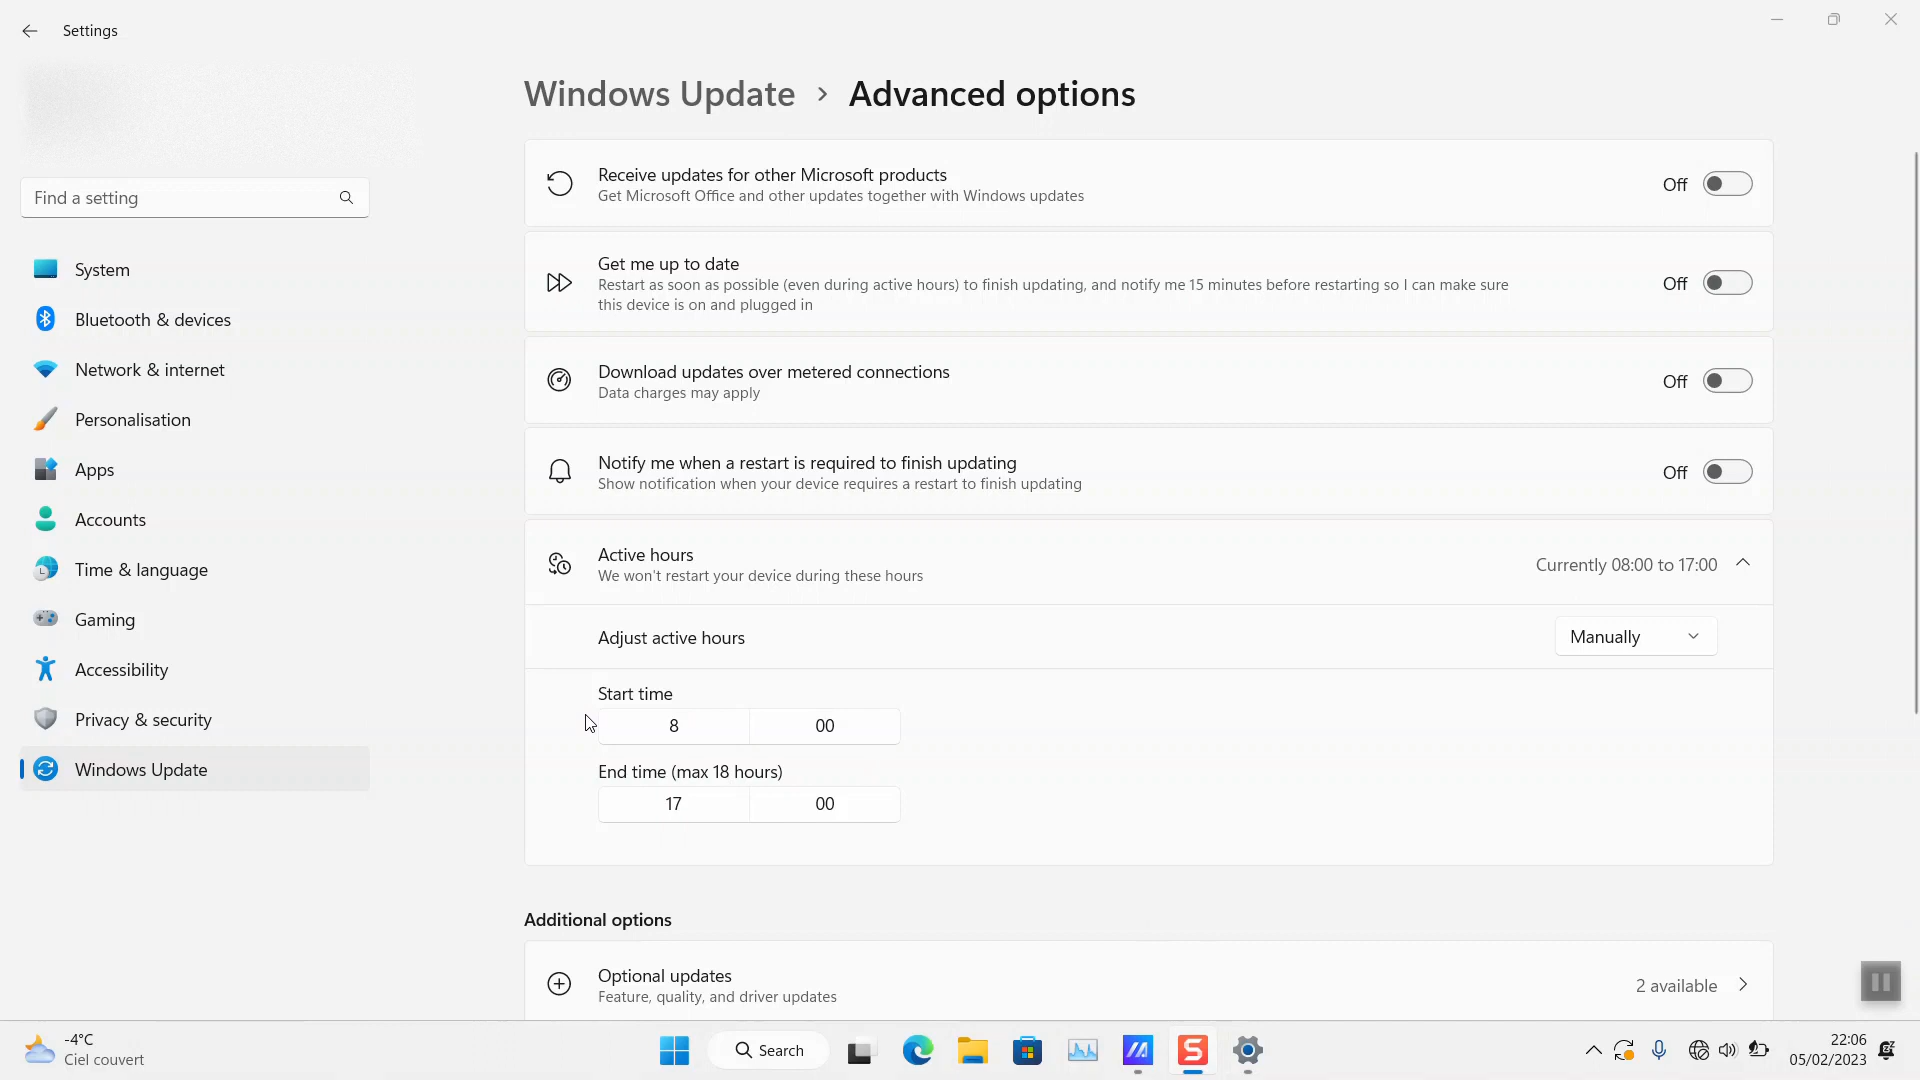 Settings
Windows Update > Advanced options
Find a setting
System
Bluetooth & devices
Network & internet
Personalisation
Apps
Accounts
Time & language
Gaming
Accessibility
Privacy & security
Windows Update
Receive updates for other Microsoft products
Get Microsoft Office and other updates together with Windows updates
Off
Get me up to date
Restart as soon as possible (even during active hours) to finish updating, and notify me 15 minutes before restarting so I can make sure
this device is on and plugged in
Off
Download updates over metered connections
Data charges may apply
Off
Notify me when a restart is required to finish updating
Show notification when your device requires a restart to finish updating
Off
Active hours
We won't restart your device during these hours
Currently 08:00 to 17:00
Adjust active hours
Manually
Start time
8 00
End time (max 18 hours)
17 00
Additional options
Optional updates
Feature, quality, and driver updates
2 available
-4°C
Ciel couvert
Search
22:06
05/02/2023